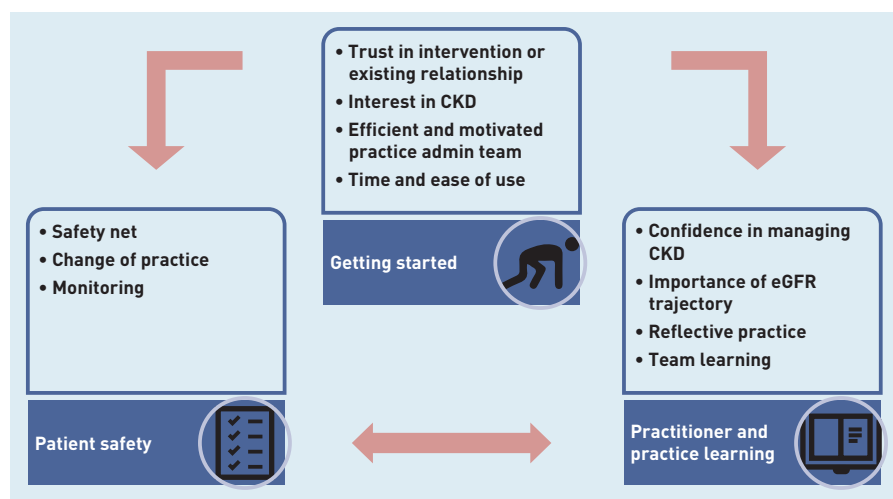 • Trust in intervention or
existing relationship
• Interest in CKD
• Efficient and motivated
practice admin team
• Time and ease of use
Getting started
• Safety net
• Change of practice
• Monitoring
Patient safety
• Confidence in managing
CKD
• Importance of eGFR
trajectory
• Reflective practice
• Team learning
Practitioner and
practice learning